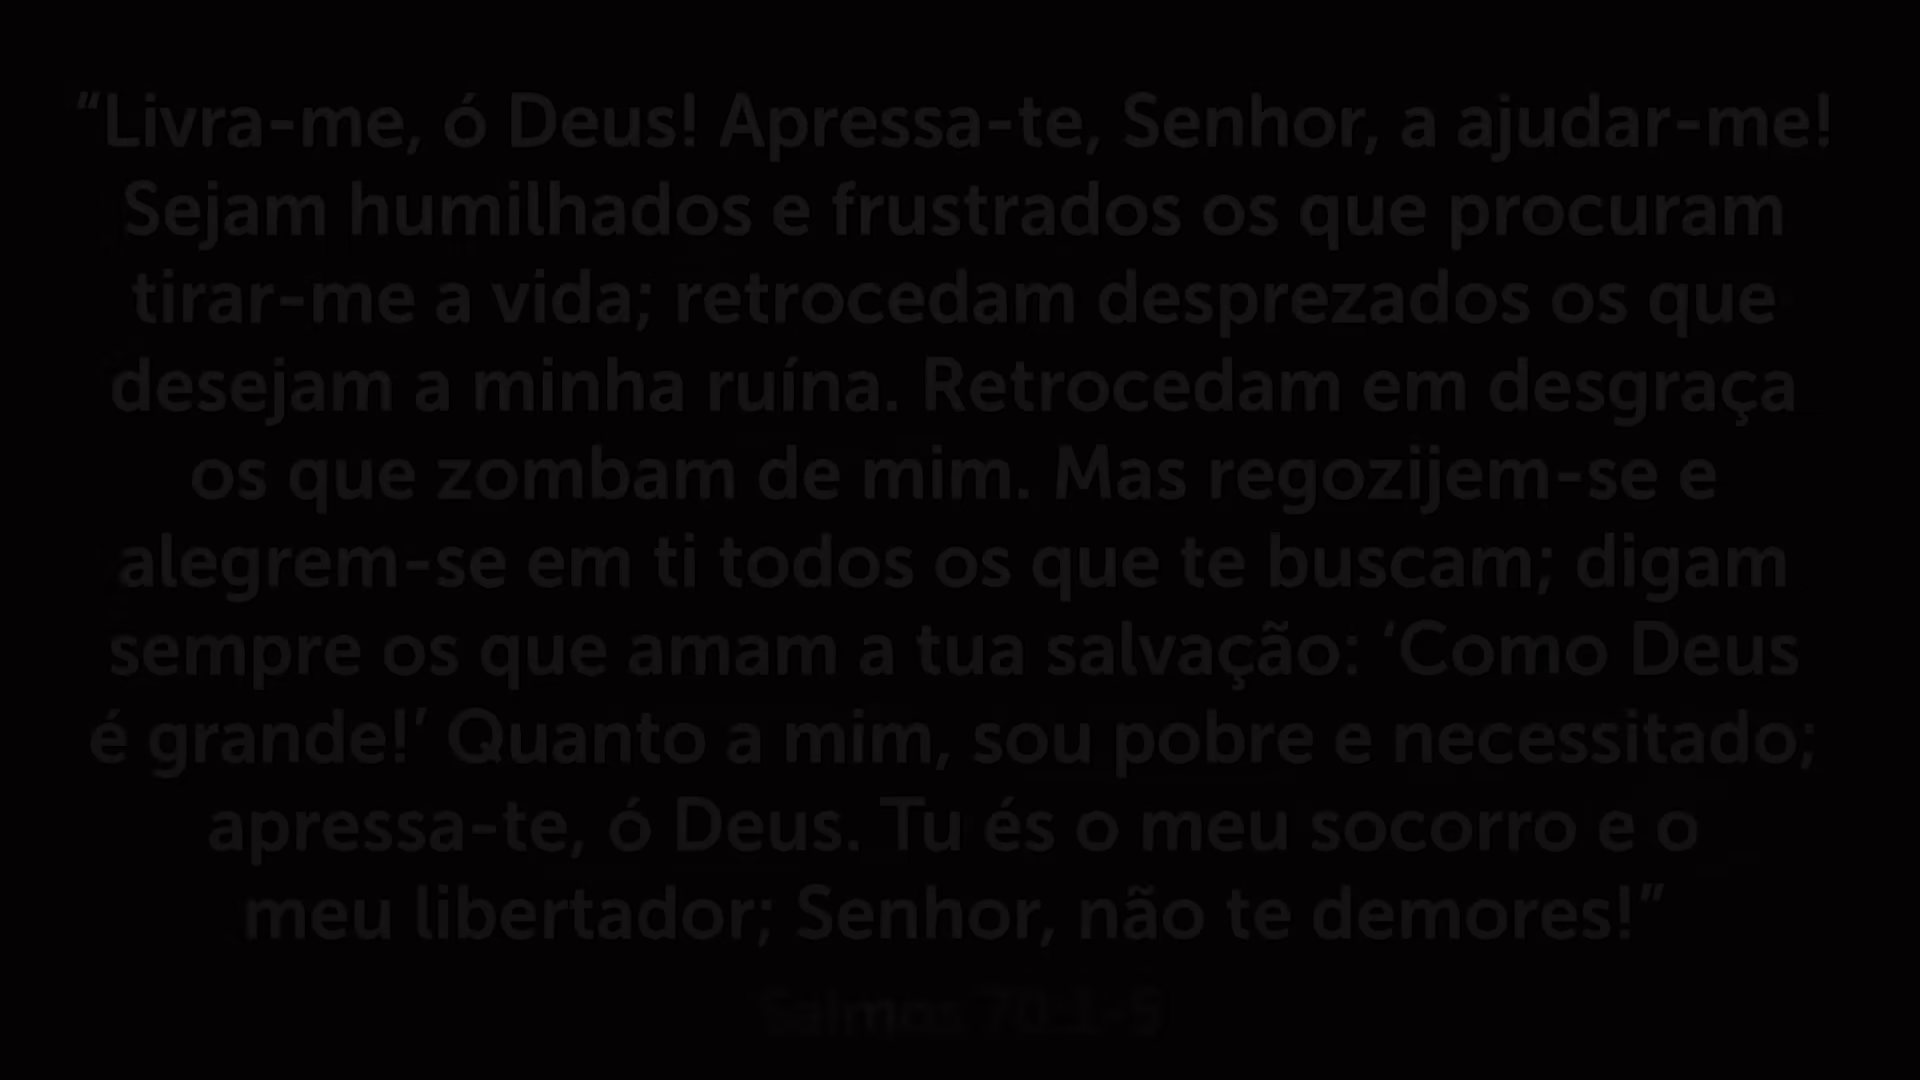 “Livra-me, ó Deus! Apressa-te, Senhor, a ajudar-me!
Sejam humilhados e frustrados os que procuram
tirar-me a vida; retrocedam desprezados os que
desejam a minha ruína. Retrocedam em desgraça
os que zombam de mim. Mas regozijem-se e
alegrem-se em ti todos os que te buscam; digam
sempre os que amam a tua salvação: ‘Como Deus
é grande!’ Quanto a mim, sou pobre e necessitado;
apressa-te, ó Deus. Tu és o meu socorro e o
meu libertador; Senhor, não te demores!”
Salmos 70:1-5